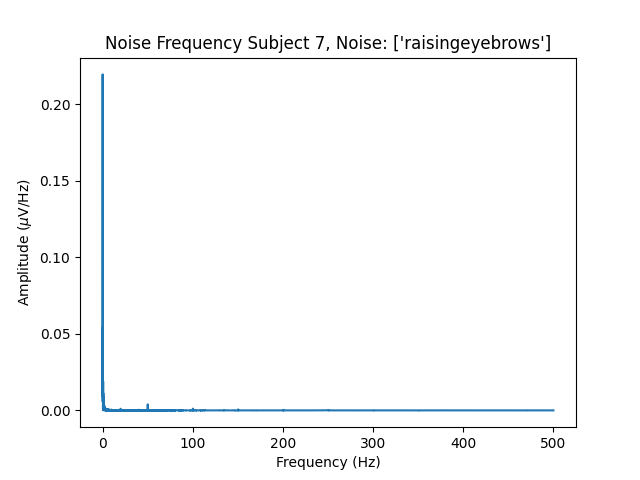 Noise Frequency Subject 7, Noise: ['raisingeyebrows']
0.20
0.15
0.10
0.05
0.00
Amplitude (μV/Hz)
0 100 200 300 400 500
Frequency (Hz)